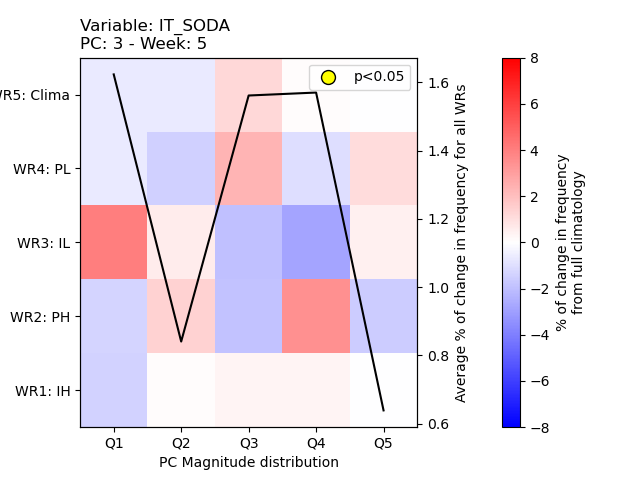 Variable: IT_SODA
PC: 3 - Week: 5
p<0.05
WR5: Clima
WR4: PL
WR3: IL
WR2: PH
WR1: IH
Q1 Q2 Q3 Q4 Q5
PC Magnitude distribution
1.6
1.4
1.2
1.0
0.8
0.6
Average % of change in frequency for all WRs
8
6
4
2
0
−2
−4
−6
−8
% of change in frequency
from full climatology